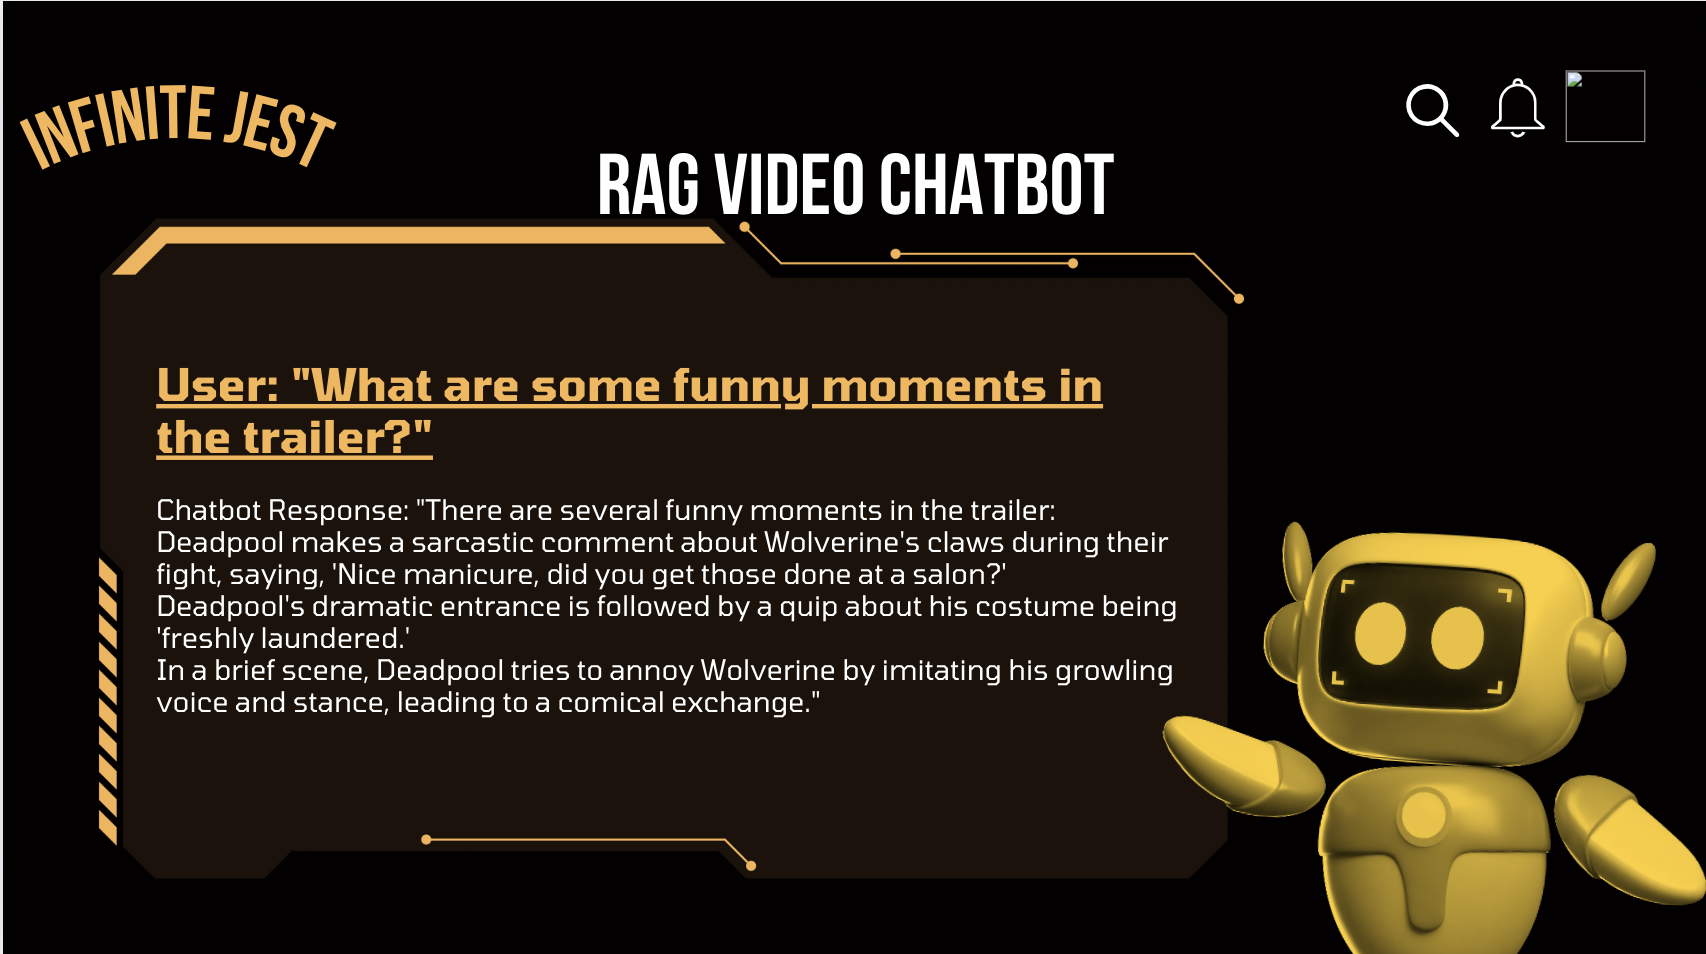 INFINITE JEST
RAG VIDEO CHATBOT
User: "What are some funny moments in
the trailer?"
Chatbot Response: "There are several funny moments in the trailer:
Deadpool makes a sarcastic comment about Wolverine's claws during their
fight, saying, 'Nice manicure, did you get those done at a salon?'
Deadpool's dramatic entrance is followed by a quip about his costume being
'freshly laundered.'
In a brief scene, Deadpool tries to annoy Wolverine by imitating his growling
voice and stance, leading to a comical exchange."